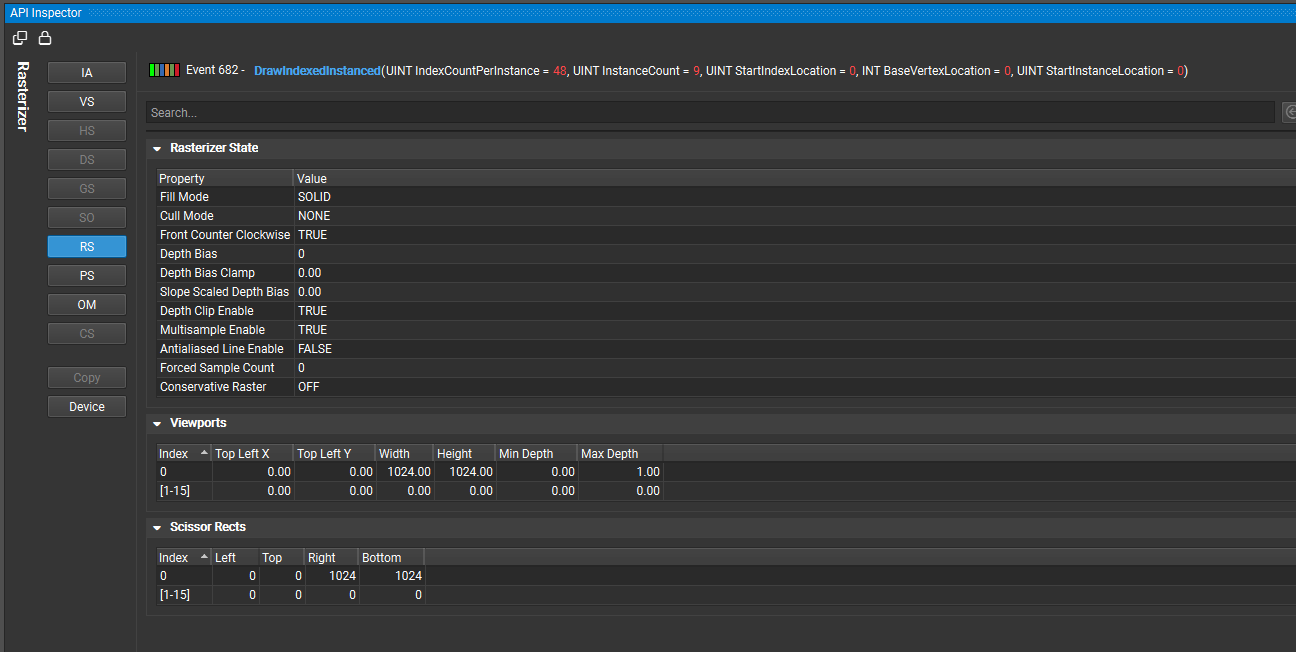 API Inspector
Rasterizer
IA
VS
HS
DS
GS
SO
RS
PS
OM
CS
Copy
Device
Event 682 - DrawIndexedInstanced(UINT IndexCountPerInstance = 48, UINT InstanceCount = 9, UINT StartIndexLocation = 0, INT BaseVertexLocation = 0, UINT StartInstanceLocation = 0)
Search...
Rasterizer State
Property Value
Fill Mode SOLID
Cull Mode NONE
Front Counter Clockwise TRUE
Depth Bias 0
Depth Bias Clamp 0.00
Slope Scaled Depth Bias 0.00
Depth Clip Enable TRUE
Multisample Enable TRUE
Antialiased Line Enable FALSE
Forced Sample Count 0
Conservative Raster OFF
Viewports
Index Top Left X Top Left Y Width Height Min Depth Max Depth
0 0.00 0.00 1024.00 1024.00 0.00 1.00
[1-15] 0.00 0.00 0.00 0.00 0.00 0.00
Scissor Rects
Index Left Top Right Bottom
0 0 0 1024 1024
[1-15] 0 0 0 0